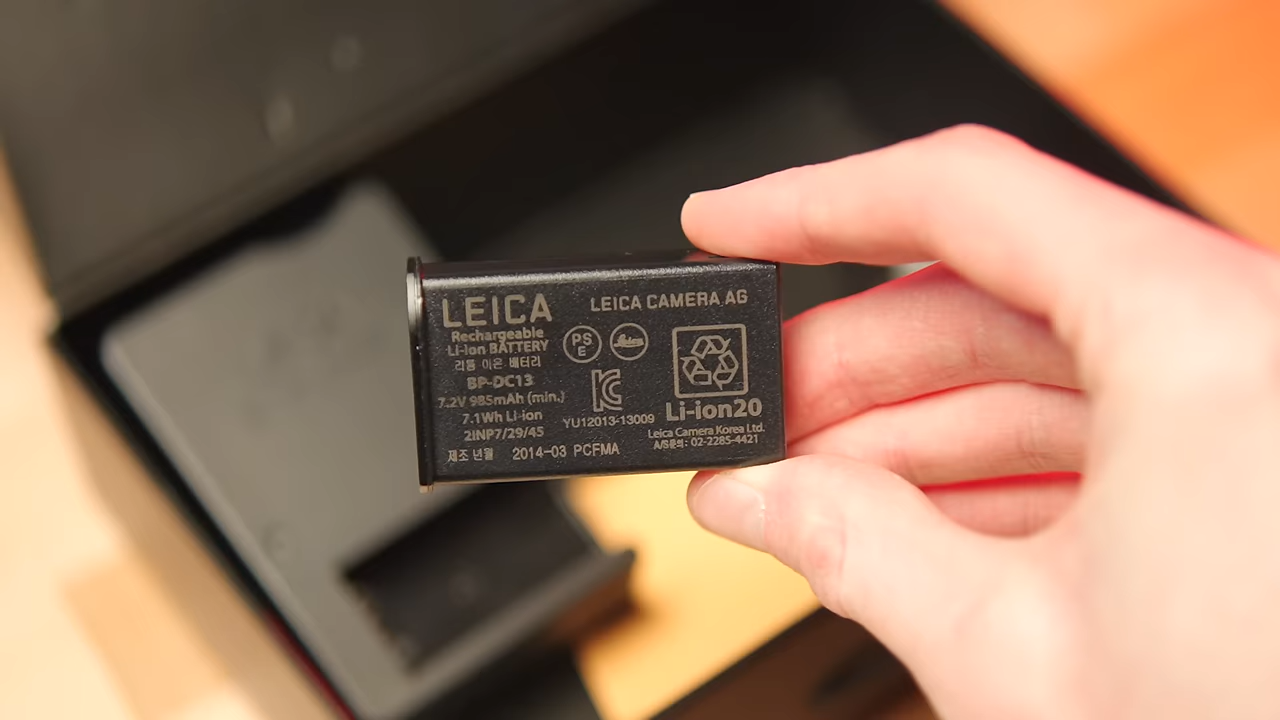 LEICA
Rechargeable
Li-ion BATTERY
리튬 이온 배터리
BP-DC13
7.2V 985mAh (min.)
7.1Wh Li-ion
2INP7/29/45
제조 년월 2014-03 PCFMA
LEICA CAMERA AG
PS
E
Leica
YU12013-13009
Li-ion20
Leica Camera Korea Ltd.
A/S문의: 02-2285-4421